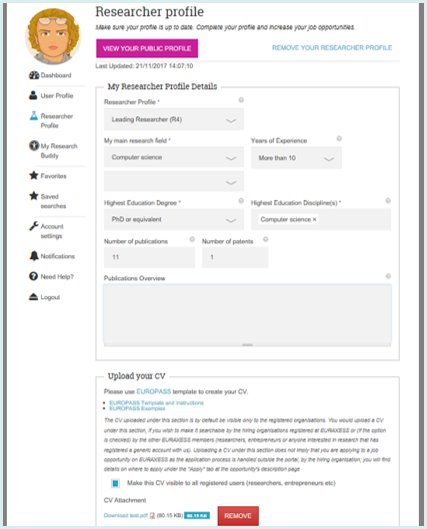 Researcher profile
Make sure your profile is up to date. Complete your profile and increase your job opportunities.
VIEW YOUR PUBLIC PROFILE
REMOVE YOUR RESEARCHER PROFILE
Last Updated: 21/11/2017 14:07:10
Dashboard
User Profile
Researcher
Profile
My Research
Buddy
Favorites
Saved
searches
Account
settings
Notifications
Need Help?
Logout
My Researcher Profile Details
Researcher Profile *
Leading Researcher (R4)
My main research field *
Years of Experience
Computer science
More than 10
Highest Education Degree *
Highest Education Discipline(s) *
PhD or equivalent
Computer science ×
Number of publications
Number of patents
11
1
Publications Overview
Upload your CV
Please use EUROPASS template to create your CV.
EUROPASS Template and instructions
EUROPASS Examples
The CV uploaded under this section is by default be visible only to the registered organisations. You would upload a CV
under this section, if you wish to make it searchable by the hiring organisations registered at EURAXESS or (if the option
is checked) by the other EURAXESS members (researchers, entrepreneurs or anyone interested in research that has
registered a generic account with us). Uploading a CV under this section does not imply that you are applying to a job
opportunity on EURAXESS as the application process is handled outside the portal, by the hiring organisation; you will find
details on where to apply under the "Apply" tab at the opportunity's description page
Make this CV visible to all registered users (researchers, entrepreneurs etc)
CV Attachment
Download test.pdf (80.15 KB) 80.15 KB REMOVE